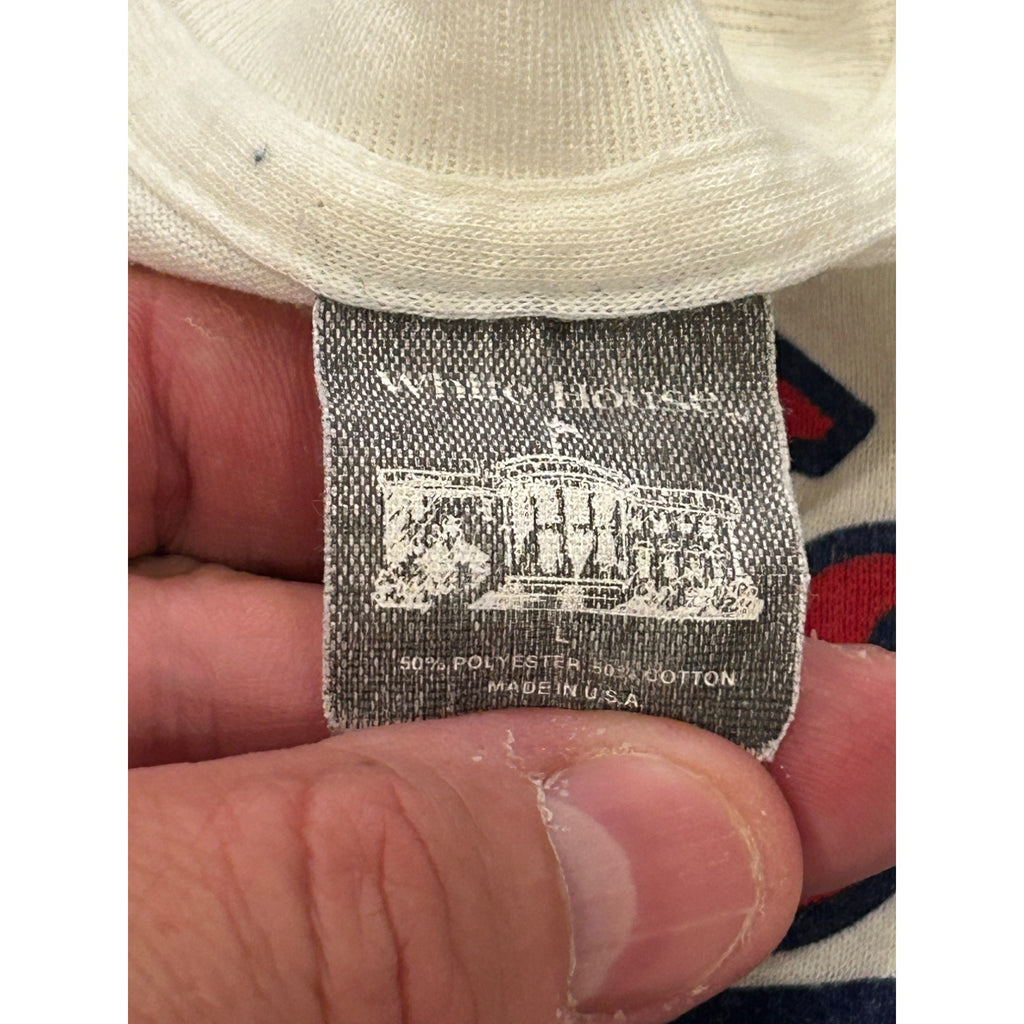 White House
L
50% POLYESTER 50% COTTON
MADE IN U.S.A